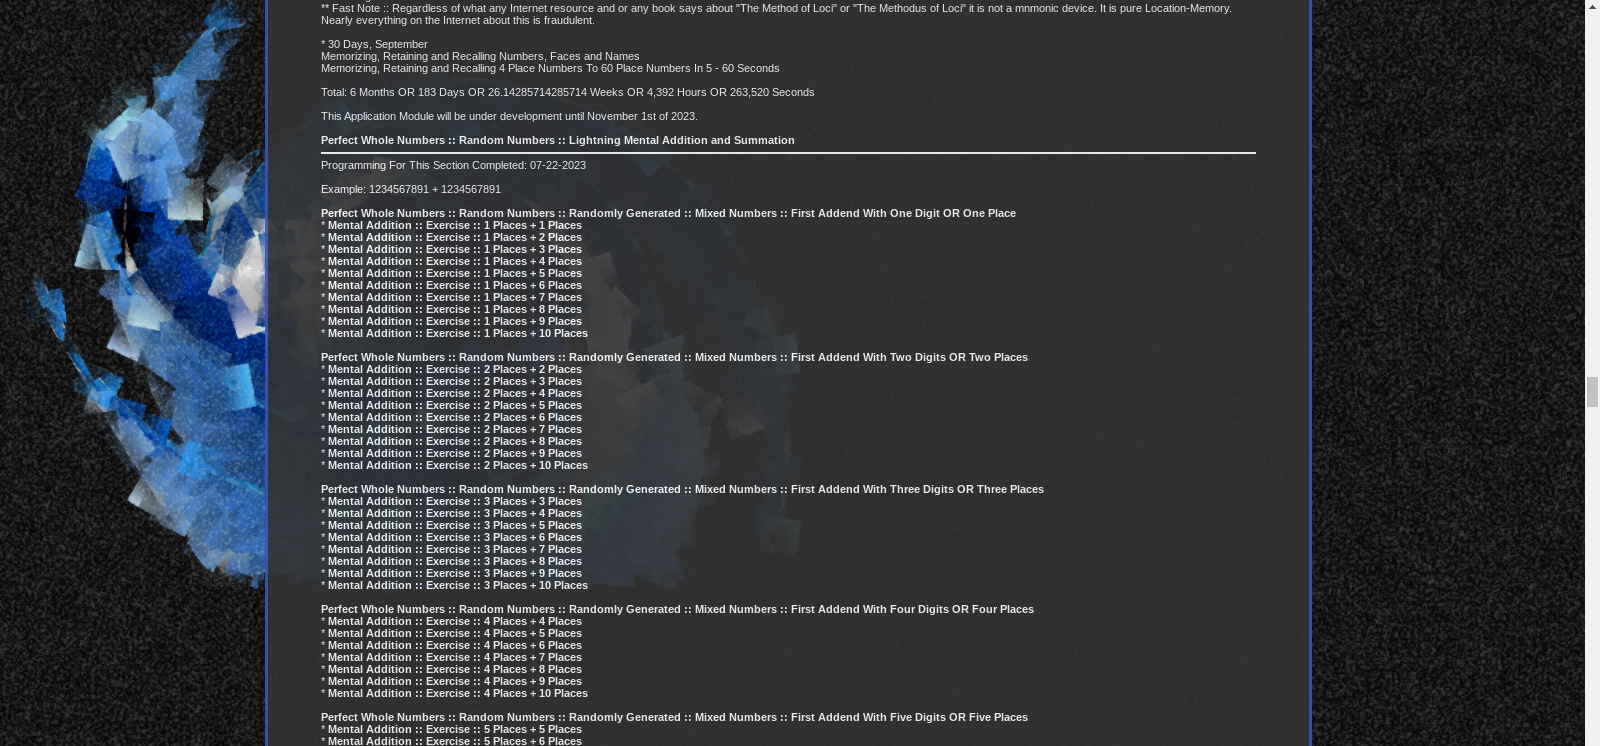 ** Fast Note :: Regardless of what any Internet resource and or any book says about "The Method of Loci" or "The Methodus of Loci" it is not a mnmonic device. It is pure Location-Memory.
Nearly everything on the Internet about this is fraudulent.
* 30 Days, September
Memorizing, Retaining and Recalling Numbers, Faces and Names
Memorizing, Retaining and Recalling 4 Place Numbers To 60 Place Numbers In 5 - 60 Seconds
Total: 6 Months OR 183 Days OR 26.14285714285714 Weeks OR 4,392 Hours OR 263,520 Seconds
This Application Module will be under development until November 1st of 2023.
Perfect Whole Numbers :: Random Numbers :: Lightning Mental Addition and Summation
Programming For This Section Completed: 07-22-2023
Example: 1234567891 + 1234567891
Perfect Whole Numbers :: Random Numbers :: Randomly Generated :: Mixed Numbers :: First Addend With One Digit OR One Place
* Mental Addition :: Exercise :: 1 Places + 1 Places
* Mental Addition :: Exercise :: 1 Places + 2 Places
* Mental Addition :: Exercise :: 1 Places + 3 Places
* Mental Addition :: Exercise :: 1 Places + 4 Places
* Mental Addition :: Exercise :: 1 Places + 5 Places
* Mental Addition :: Exercise :: 1 Places + 6 Places
* Mental Addition :: Exercise :: 1 Places + 7 Places
* Mental Addition :: Exercise :: 1 Places + 8 Places
* Mental Addition :: Exercise :: 1 Places + 9 Places
* Mental Addition :: Exercise :: 1 Places + 10 Places
Perfect Whole Numbers :: Random Numbers :: Randomly Generated :: Mixed Numbers :: First Addend With Two Digits OR Two Places
* Mental Addition :: Exercise :: 2 Places + 2 Places
* Mental Addition :: Exercise :: 2 Places + 3 Places
* Mental Addition :: Exercise :: 2 Places + 4 Places
* Mental Addition :: Exercise :: 2 Places + 5 Places
* Mental Addition :: Exercise :: 2 Places + 6 Places
* Mental Addition :: Exercise :: 2 Places + 7 Places
* Mental Addition :: Exercise :: 2 Places + 8 Places
* Mental Addition :: Exercise :: 2 Places + 9 Places
* Mental Addition :: Exercise :: 2 Places + 10 Places
Perfect Whole Numbers :: Random Numbers :: Randomly Generated :: Mixed Numbers :: First Addend With Three Digits OR Three Places
* Mental Addition :: Exercise :: 3 Places + 3 Places
* Mental Addition :: Exercise :: 3 Places + 4 Places
* Mental Addition :: Exercise :: 3 Places + 5 Places
* Mental Addition :: Exercise :: 3 Places + 6 Places
* Mental Addition :: Exercise :: 3 Places + 7 Places
* Mental Addition :: Exercise :: 3 Places + 8 Places
* Mental Addition :: Exercise :: 3 Places + 9 Places
* Mental Addition :: Exercise :: 3 Places + 10 Places
Perfect Whole Numbers :: Random Numbers :: Randomly Generated :: Mixed Numbers :: First Addend With Four Digits OR Four Places
* Mental Addition :: Exercise :: 4 Places + 4 Places
* Mental Addition :: Exercise :: 4 Places + 5 Places
* Mental Addition :: Exercise :: 4 Places + 6 Places
* Mental Addition :: Exercise :: 4 Places + 7 Places
* Mental Addition :: Exercise :: 4 Places + 8 Places
* Mental Addition :: Exercise :: 4 Places + 9 Places
* Mental Addition :: Exercise :: 4 Places + 10 Places
Perfect Whole Numbers :: Random Numbers :: Randomly Generated :: Mixed Numbers :: First Addend With Five Digits OR Five Places
* Mental Addition :: Exercise :: 5 Places + 5 Places
* Mental Addition :: Exercise :: 5 Places + 6 Places